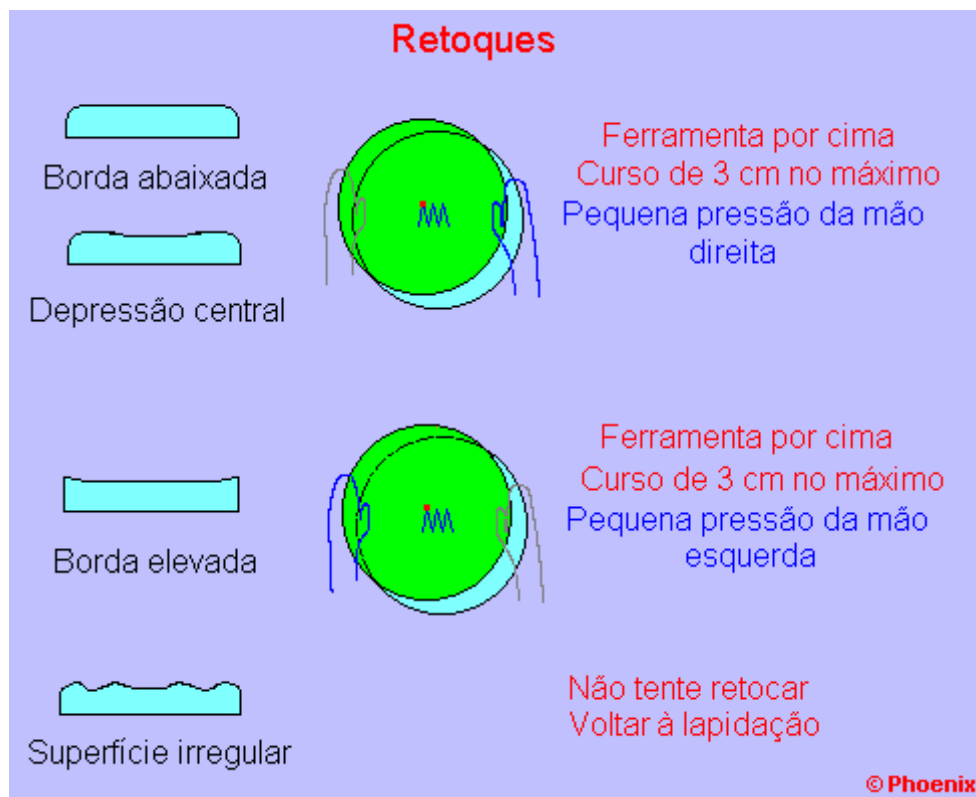 Retoques
Borda abaixada
Depressão central
Ferramenta por cima
Curso de 3 cm no máximo
Pequena pressão da mão
direita
Borda elevada
Ferramenta por cima
Curso de 3 cm no máximo
Pequena pressão da mão
esquerda
Superfície irregular
Não tente retocar
Voltar à lapidação
© Phoenix